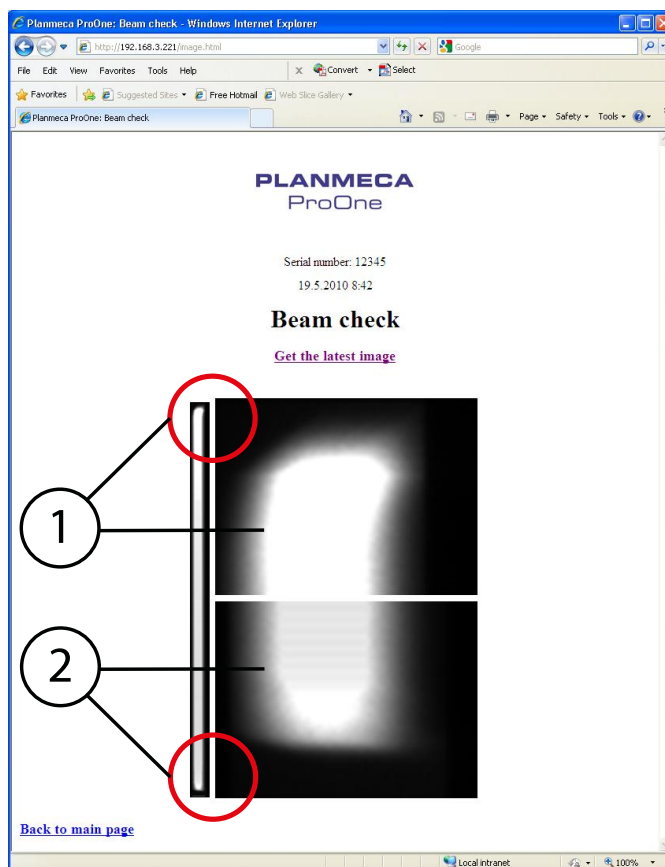 Planmeca ProOne: Beam check - Windows Internet Explorer
http://192.168.3.221/image.html
Google
File Edit View Favorites Tools Help
x Convert Select
Favorites Suggested Sites Free Hotmail Web Slice Gallery
Planmeca ProOne: Beam check
Page Safety Tools
PLANMECA
ProOne
Serial number: 12345
19.5.2010 8:42
Beam check
Get the latest image
1
2
Back to main page
Local intranet 100%